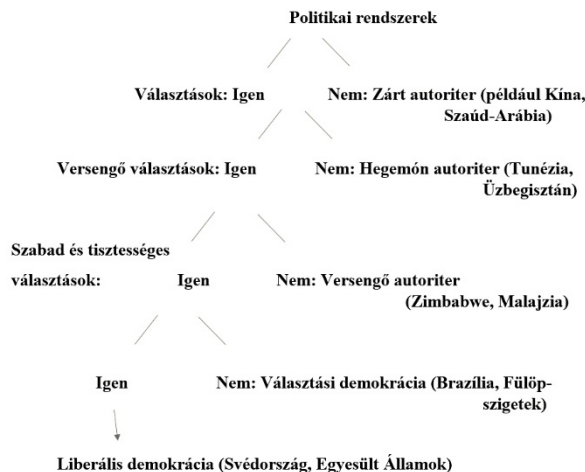 Politikai rendszerek
Választások: Igen
Nem: Zárt autoriter (például Kína,
Szaúd-Arábia)
Versengő választások: Igen
Nem: Hegemón autoriter (Tunézia,
Üzbegisztán)
Szabad és tisztességes
választások: Igen
Nem: Versengő autoriter
(Zimbabwe, Malajzia)
Igen
Nem: Választási demokrácia (Brazília, Fülöp-
szigetek)
Liberális demokrácia (Svédország, Egyesült Államok)